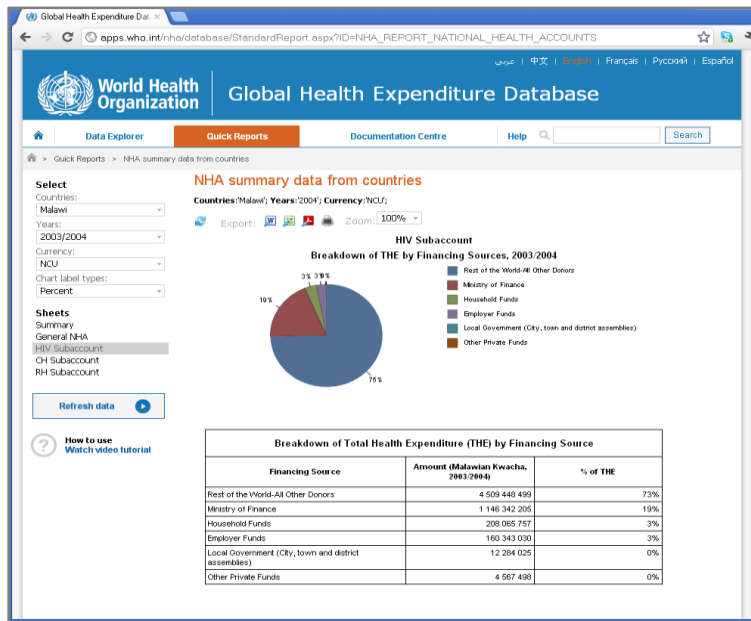 Global Health Expenditure Dat
apps.who.int/nha/database/StandardReport.aspx?ID=NHA_REPORT_NATIONAL_HEALTH_ACCOUNTS
عربي | 中文 | English | Français | Русский | Español
World Health Organization
Global Health Expenditure Database
Data Explorer Quick Reports Documentation Centre Help Search
> Quick Reports > NHA summary data from countries
Select
Countries:
Malawi
Years:
2003/2004
Currency:
NCU
Chart label types:
Percent
Sheets
Summary
General NHA
HIV Subaccount
CH Subaccount
RH Subaccount
Refresh data
How to use
Watch video tutorial
NHA summary data from countries
Countries:'Malawi'; Years:'2004'; Currency:'NCU';
Export: Zoom: 100%
HIV Subaccount
Breakdown of THE by Financing Sources, 2003/2004
3% 3%
19%
Rest of the World-All Other Donors
Ministry of Finance
Household Funds
Employer Funds
Local Government (City, town and district assemblies)
Other Private Funds
Breakdown of Total Health Expenditure (THE) by Financing Source
Financing Source Amount (Malawian Kwacha, 2003/2004) % of THE
Rest of the World-All Other Donors 4 509 448 499 73%
Ministry of Finance 1 146 342 205 19%
Household Funds 208 065 757 3%
Employer Funds 160 343 030 3%
Local Government (City, town and district assemblies) 12 284 025 0%
Other Private Funds 4 567 498 0%